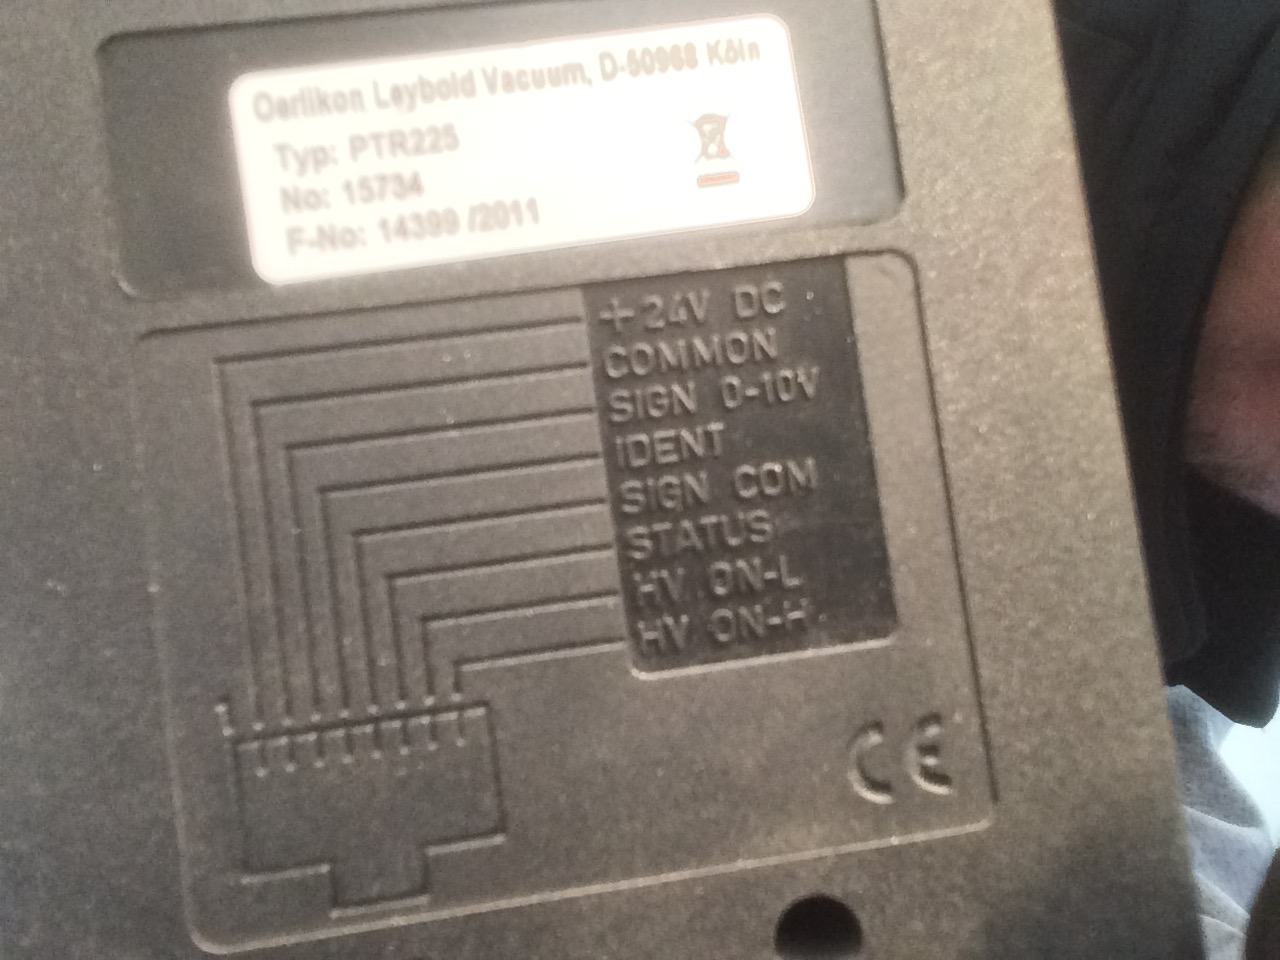 Oerlikon Leybold Vacuum, D-50968 Köln
Typ: PTR225
No: 15734
F-No: 14399 /2011
+24V DC
COMMON
SIGN 0-10V
IDENT
SIGN COM
STATUS
HV ON-L
HV ON-H
1
CE